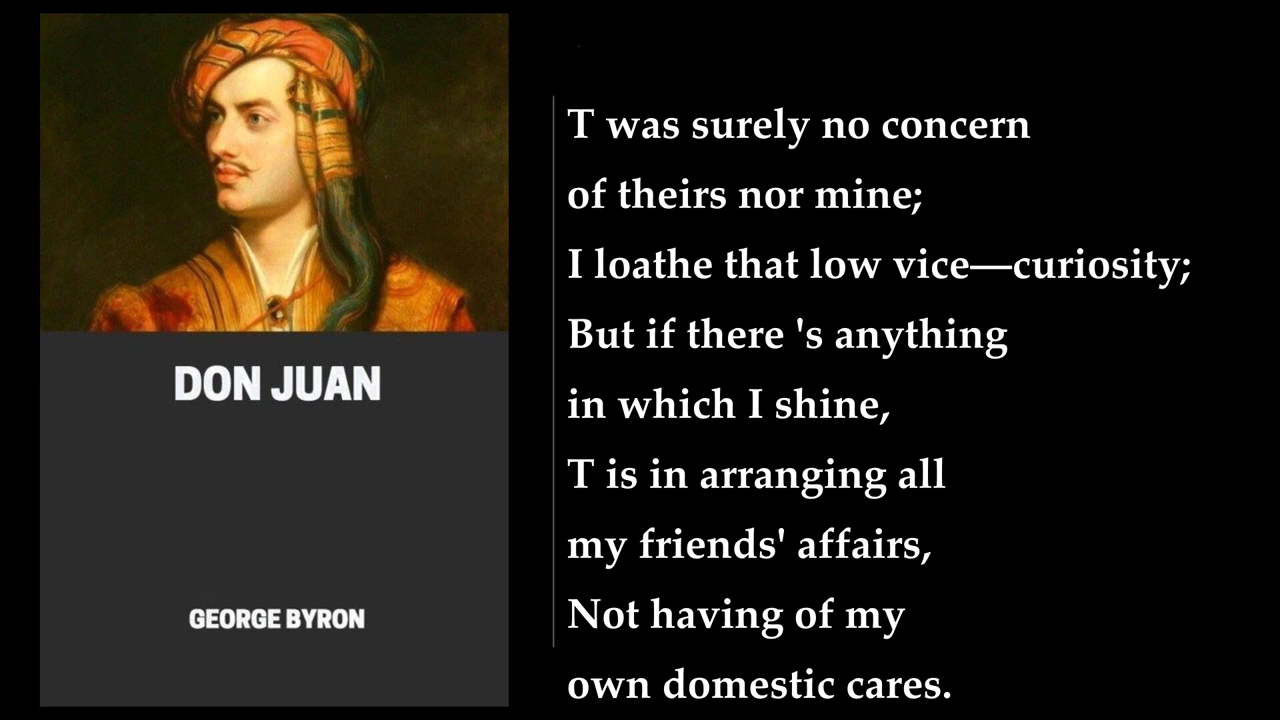 DON JUAN
GEORGE BYRON
T was surely no concern
of theirs nor mine;
I loathe that low vice—curiosity;
But if there 's anything
in which I shine,
T is in arranging all
my friends' affairs,
Not having of my
own domestic cares.